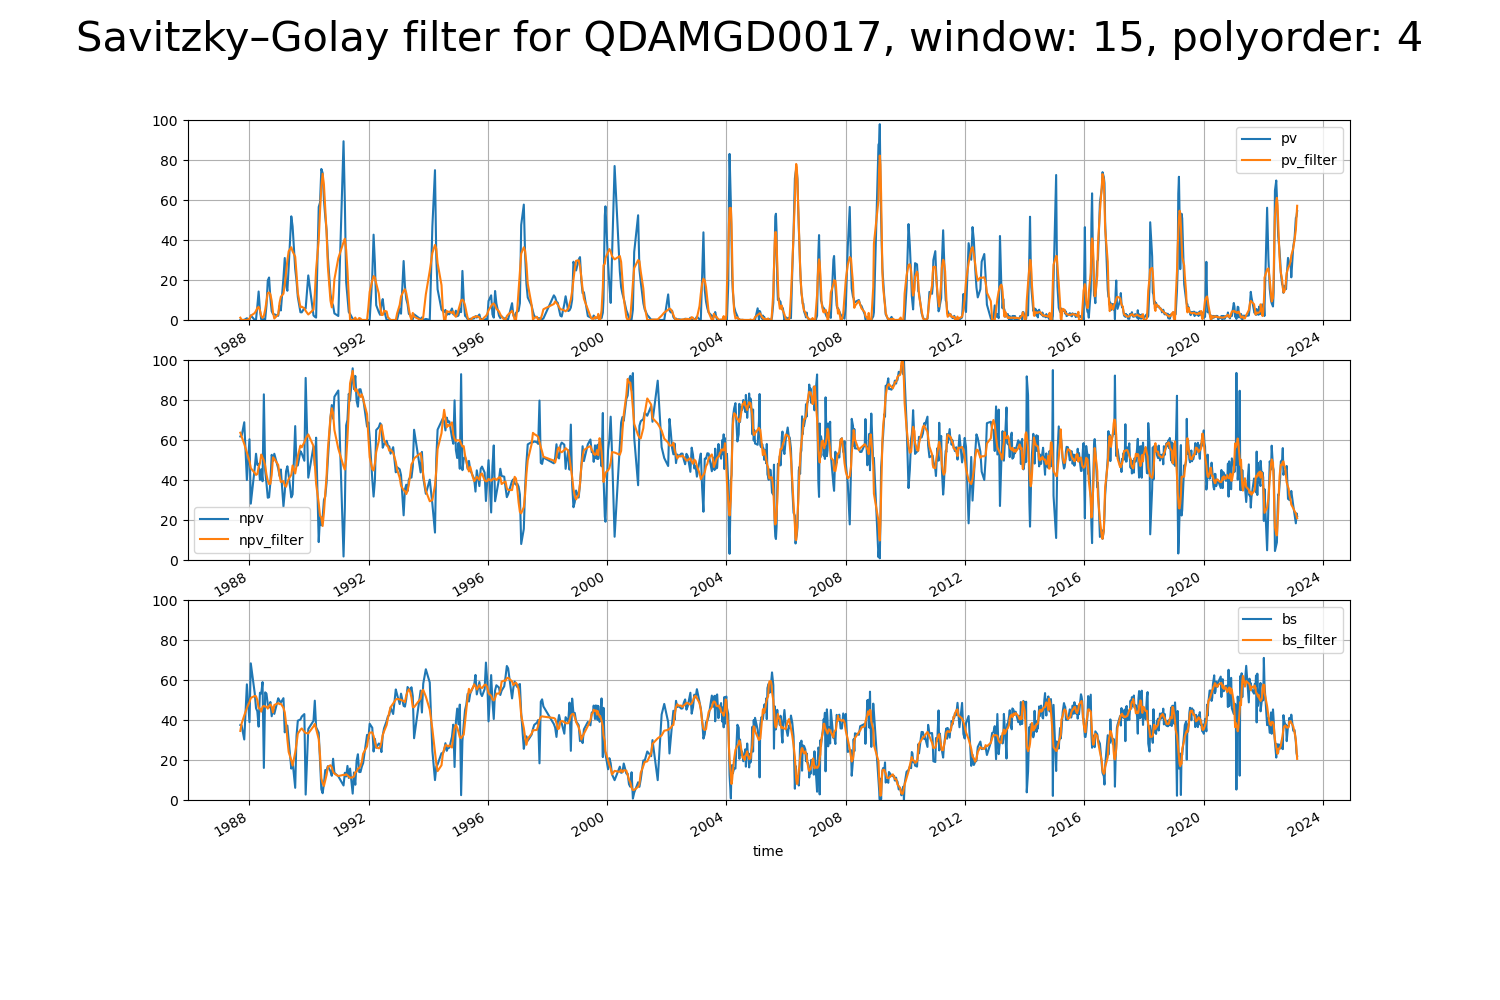 Savitzky–Golay filter for QDAMGD0017, window: 15, polyorder: 4
100
80
60
40
20
0
pv
pv_filter
1988 1992 1996 2000 2004 2008 2012 2016 2020 2024
100
80
60
40
20
0
npv
npv_filter
1988 1992 1996 2000 2004 2008 2012 2016 2020 2024
100
80
60
40
20
0
bs
bs_filter
1988 1992 1996 2000 2004 2008 2012 2016 2020 2024
time